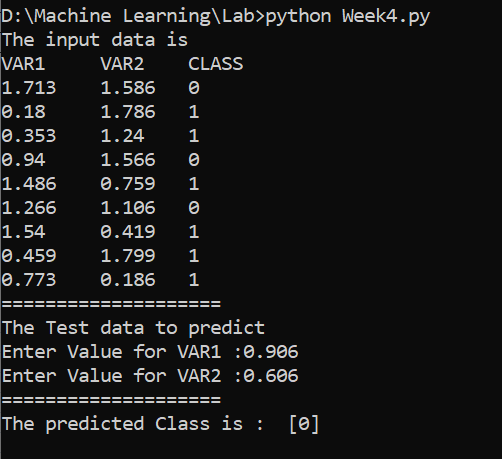 D:\Machine Learning\Lab>python Week4.py
The input data is
VAR1 VAR2 CLASS
1.713 1.586 0
0.18 1.786 1
0.353 1.24 1
0.94 1.566 0
1.486 0.759 1
1.266 1.106 0
1.54 0.419 1
0.459 1.799 1
0.773 0.186 1
====================
The Test data to predict
Enter Value for VAR1 :0.906
Enter Value for VAR2 :0.606
====================
The predicted Class is :  [0]